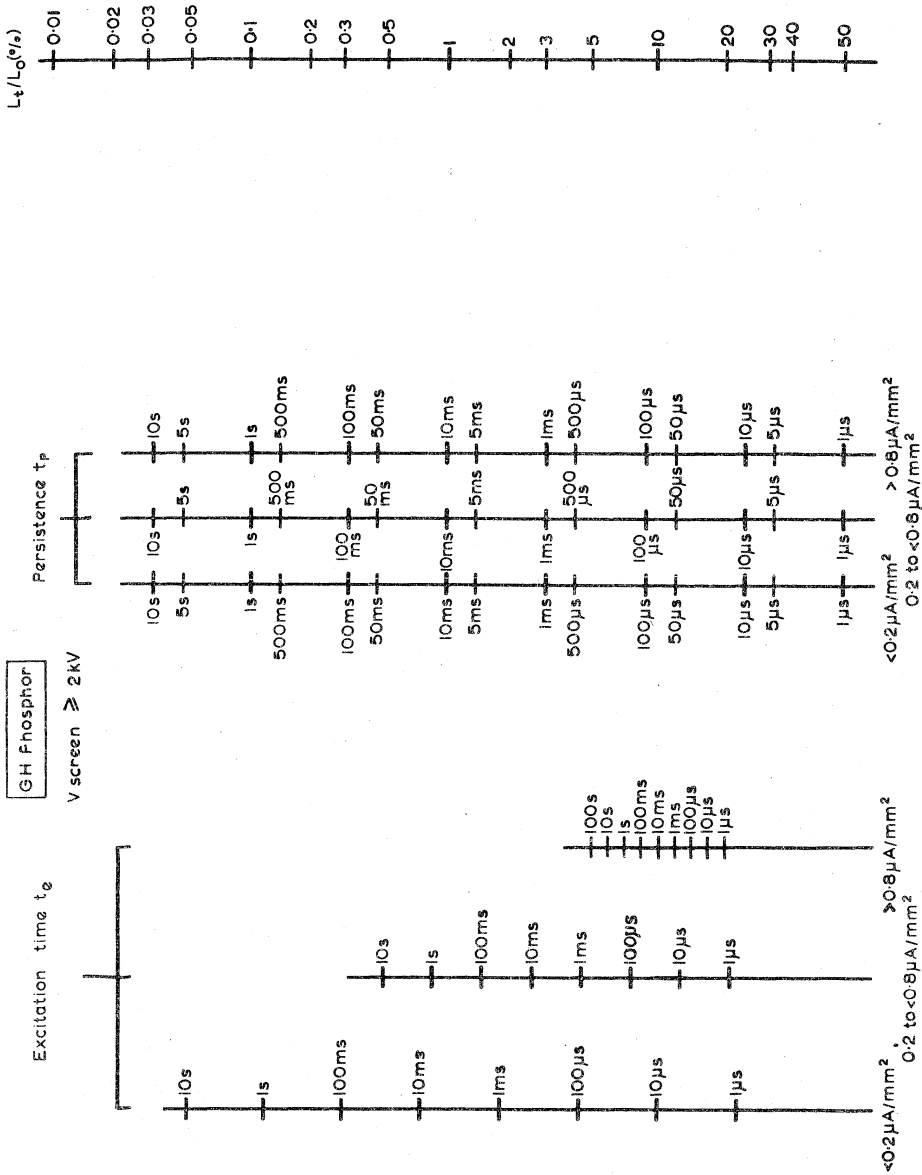 GH Phosphor
V screen ⩾ 2kV
Excitation time te
10s
1s
100ms
10ms
1ms
100µs
10µs
1µs
<0·2µA/mm²
10s
1s
100ms
10ms
1ms
100µs
10µs
1µs
0·2 to <0·8µA/mm²
100s
10s
1s
100ms
10ms
1ms
100µs
10µs
1µs
⩾0·8µA/mm²
Persistence tp
10s
5s
1s
500ms
100ms
50ms
10ms
5ms
1ms
500µs
100µs
50µs
10µs
5µs
1µs
<0·2µA/mm²
10s
5s
1s
500
ms
100
ms
50
ms
10ms
5ms
1ms
500
µs
100
µs
50µs
10µs
5µs
1µs
0·2 to <0·8µA/mm²
10s
5s
1s
500ms
100ms
50ms
10ms
5ms
1ms
500µs
100µs
50µs
10µs
5µs
1µs
>0·8µA/mm²
Lt/Lo(%)
0·01
0·02
0·03
0·05
0·1
0·2
0·3
0·5
1
2
3
5
10
20
30
40
50